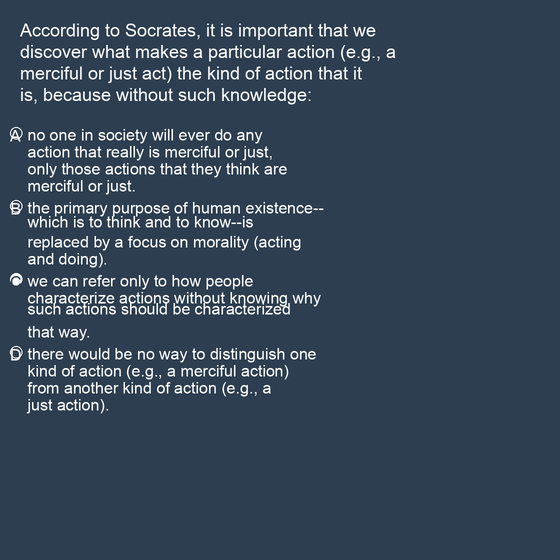 According to Socrates, it is important that we
discover what makes a particular action (e.g., a
merciful or just act) the kind of action that it
is, because without such knowledge:
A no one in society will ever do any
action that really is merciful or just,
only those actions that they think are
merciful or just.
B the primary purpose of human existence--
which is to think and to know--is
replaced by a focus on morality (acting
and doing).
we can refer only to how people
characterize actions without knowing why
such actions should be characterized
that way.
D there would be no way to distinguish one
kind of action (e.g., a merciful action)
from another kind of action (e.g., a
just action).